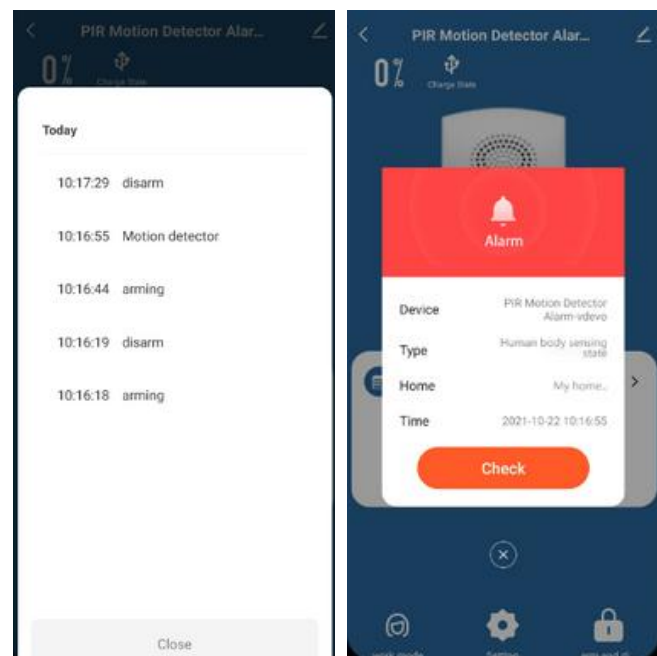 PIR Motion Detector Alar...
0%
Charge State
Today
10:17:29 disarm
10:16:55 Motion detector
10:16:44 arming
10:16:19 disarm
10:16:18 arming
Close
PIR Motion Detector Alar...
0%
Charge State
Alarm
Device PIR Motion Detector
Alarm-vdevo
Type Human body sensing
state
Home My home..
Time 2021-10-22 10:16:55
Check
work mode Setting